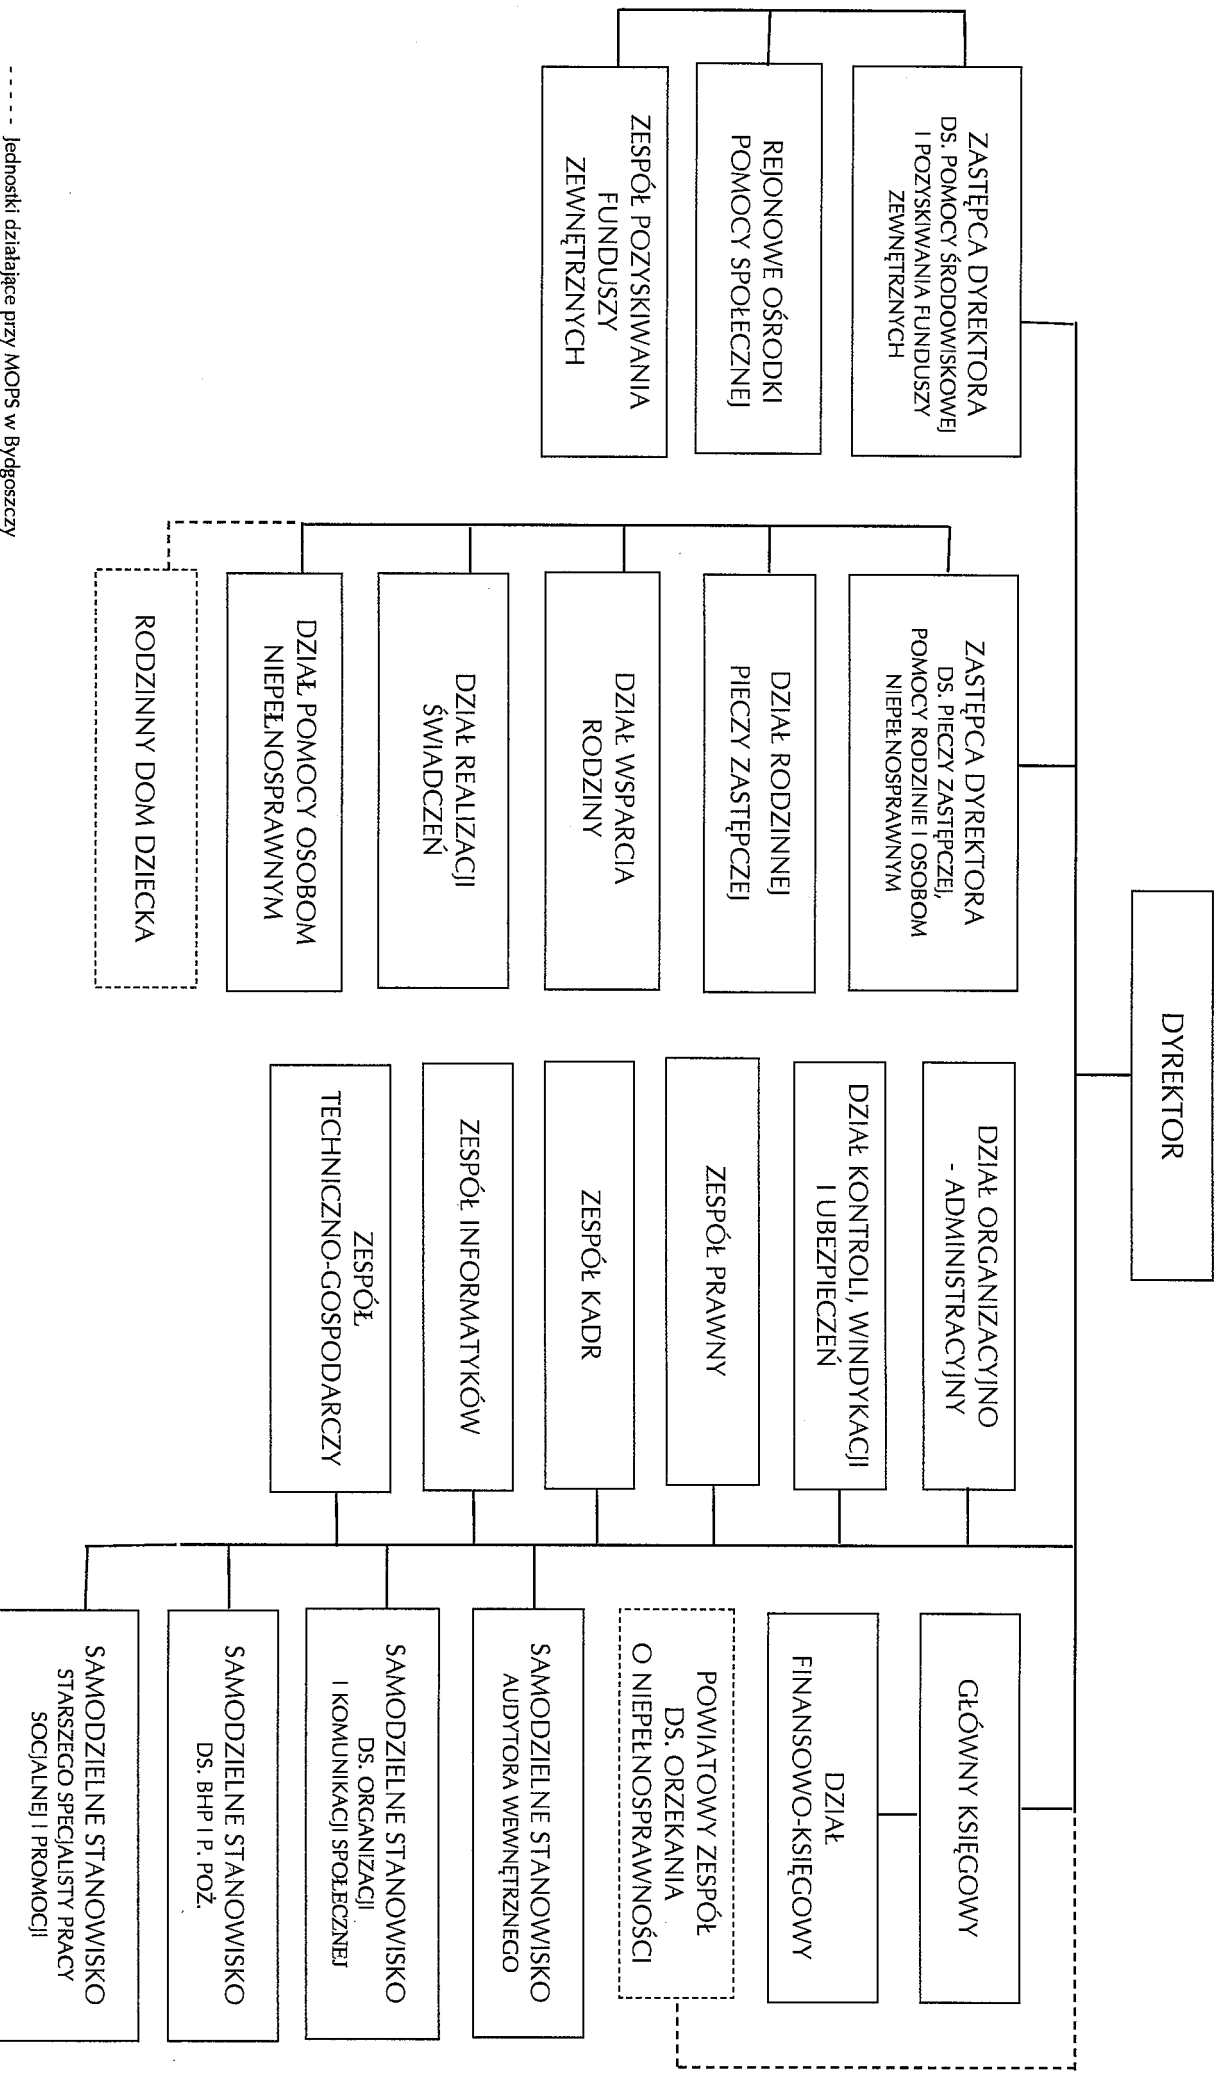 DYREKTOR
ZASTĘPCA DYREKTORA
DS. POMOCY ŚRODOWISKOWEJ
I POZYSKIWANIA FUNDUSZY
ZEWNĘTRZNYCH
REJONOWE OŚRODKI
POMOCY SPOŁECZNEJ
ZESPÓŁ POZYSKIWANIA
FUNDUSZY
ZEWNĘTRZNYCH
ZASTĘPCA DYREKTORA
DS. PIECZY ZASTĘPCZEJ,
POMOCY RODZINIE I OSOBOM
NIEPEŁNOSPRAWNYM
DZIAŁ RODZINNEJ
PIECZY ZASTĘPCZEJ
DZIAŁ WSPARCIA
RODZINY
DZIAŁ REALIZACJI
ŚWIADCZEŃ
DZIAŁ POMOCY OSOBOM
NIEPEŁNOSPRAWNYM
RODZINNY DOM DZIECKA
DZIAŁ ORGANIZACYJNO
- ADMINISTRACYJNY
DZIAŁ KONTROLI, WINDYKACJI
I UBEZPIECZEŃ
ZESPÓŁ PRAWNY
ZESPÓŁ KADR
ZESPÓŁ INFORMATYKÓW
ZESPÓŁ
TECHNICZNO-GOSPODARCZY
GŁÓWNY KSIĘGOWY
DZIAŁ
FINANSOWO-KSIĘGOWY
POWIATOWY ZESPÓŁ
DS. ORZEKANIA
O NIEPEŁNOSPRAWNOŚCI
SAMODZIELNE STANOWISKO
AUDYTORA WEWNĘTRZNEGO
SAMODZIELNE STANOWISKO
DS. ORGANIZACJI
I KOMUNIKACJI SPOŁECZNEJ
SAMODZIELNE STANOWISKO
DS. BHP I P. POŻ.
SAMODZIELNE STANOWISKO
STARSZEGO SPECJALISTY PRACY
SOCJALNEJ I PROMOCJI
- - - - - Jednostki działające przy MOPS w Bydgoszczy